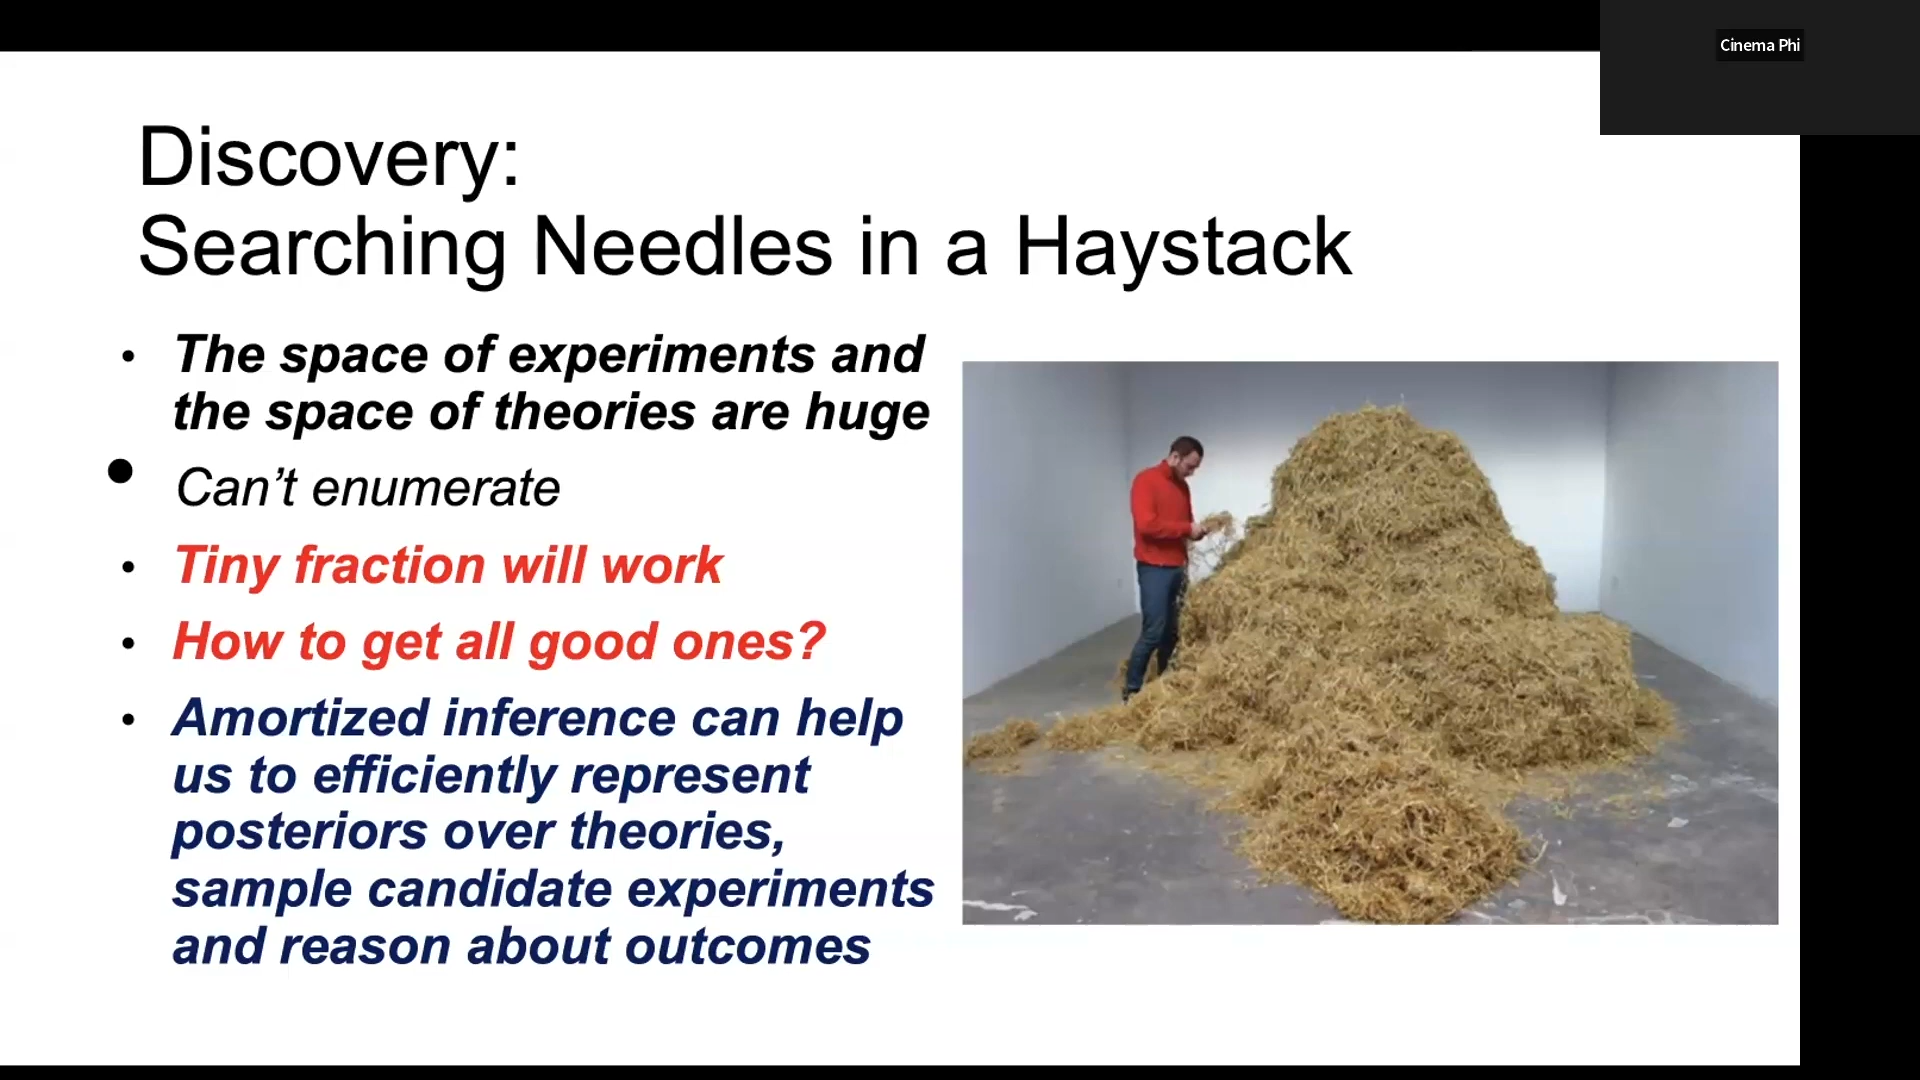 Cinema Phi
Discovery:
Searching Needles in a Haystack
• The space of experiments and
the space of theories are huge
• Can’t enumerate
• Tiny fraction will work
• How to get all good ones?
• Amortized inference can help
us to efficiently represent
posteriors over theories,
sample candidate experiments
and reason about outcomes